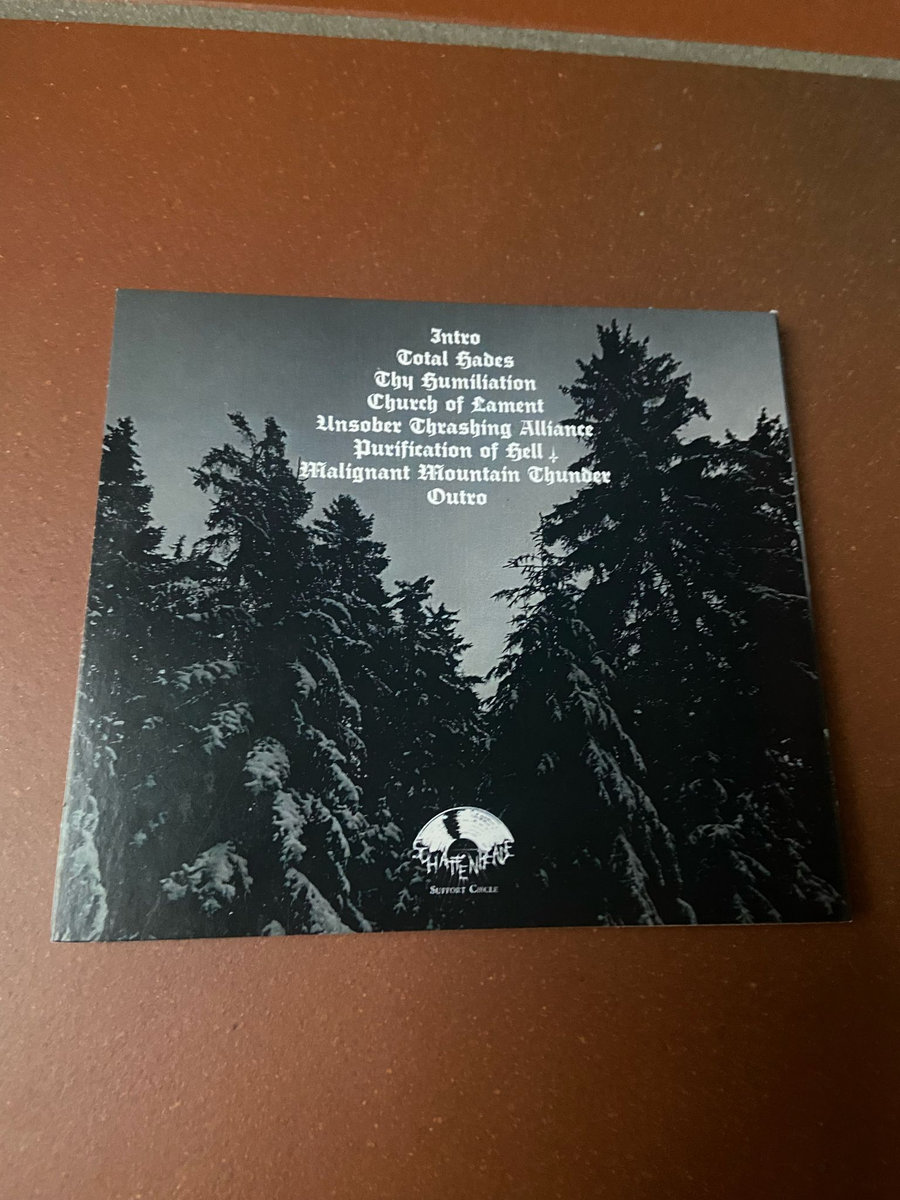 Intro
Total Hades
Thy Humiliation
Church of Lament
Unsober Thrashing Alliance
Purification of Hell
Malignant Mountain Thunder
Outro
Support Circle